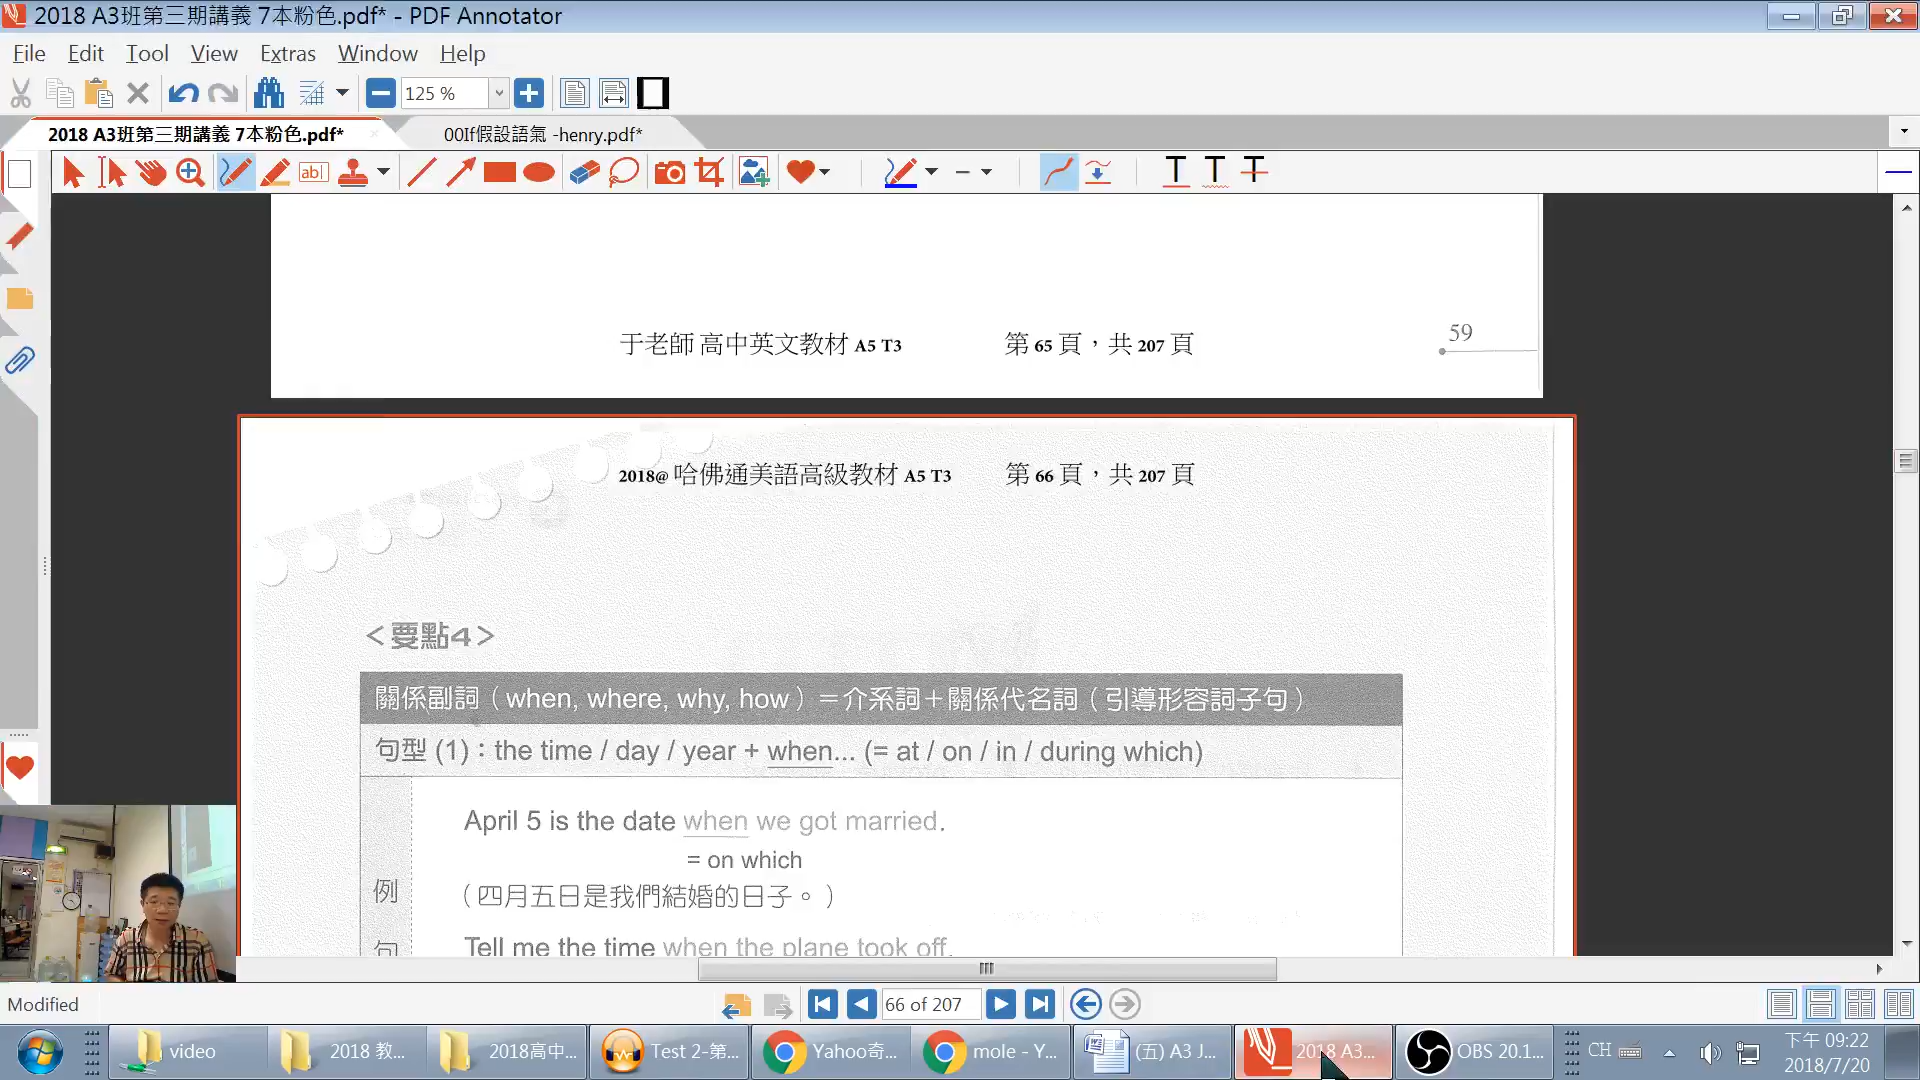 2018 A3班第三期講義 7本粉色.pdf* - PDF Annotator
File Edit Tool View Extras Window Help
125 %
2018 A3班第三期講義 7本粉色.pdf*
00If假設語氣 -henry.pdf*
于老師 高中英文教材 A5 T3 第 65 頁，共 207 頁
59
2018@ 哈佛通美語高級教材 A5 T3 第 66 頁，共 207 頁
＜要點4＞
關係副詞（when, where, why, how）＝介系詞＋關係代名詞（引導形容詞子句）
句型 (1)：the time / day / year + when... (= at / on / in / during which)
April 5 is the date when we got married.
= on which
（四月五日是我們結婚的日子。）
例
句
Tell me the time when the plane took off.
Modified
66 of 207
video
2018 教...
2018高中...
Test 2-第...
Yahoo奇...
mole - Y...
(五) A3 J...
2018 A3...
OBS 20.1...
CH
下午 09:22
2018/7/20